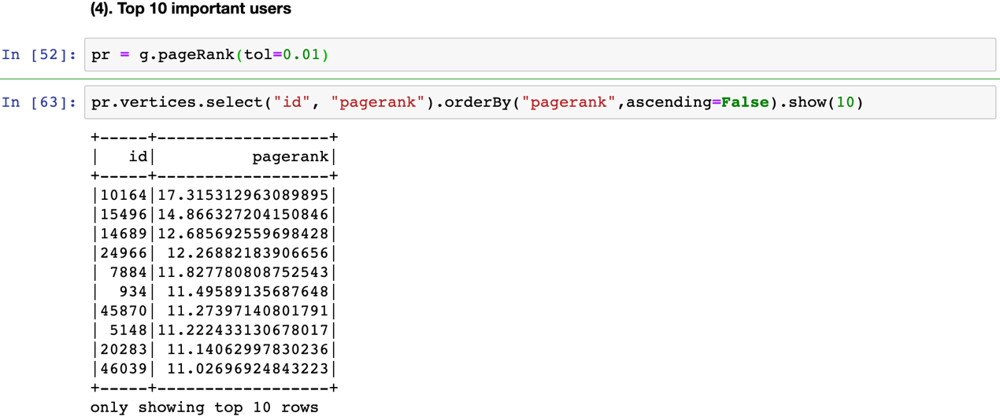 (4). Top 10 important users
In [52]: pr = g.pageRank(tol=0.01)
In [63]: pr.vertices.select("id", "pagerank").orderBy("pagerank",ascending=False).show(10)
+-----+------------------+
|   id|          pagerank|
+-----+------------------+
|10164|17.315312963089895|
|15496|14.866327204150846|
|14689|12.685692559698428|
|24966| 12.26882183906656|
| 7884|11.8277808087525​43|
|  934| 11.49589135687648|
|45870| 11.27397140801791|
| 5148|11.222433130678017|
|20283| 11.14062997830236|
|46039| 11.02696924843223|
+-----+------------------+
only showing top 10 rows